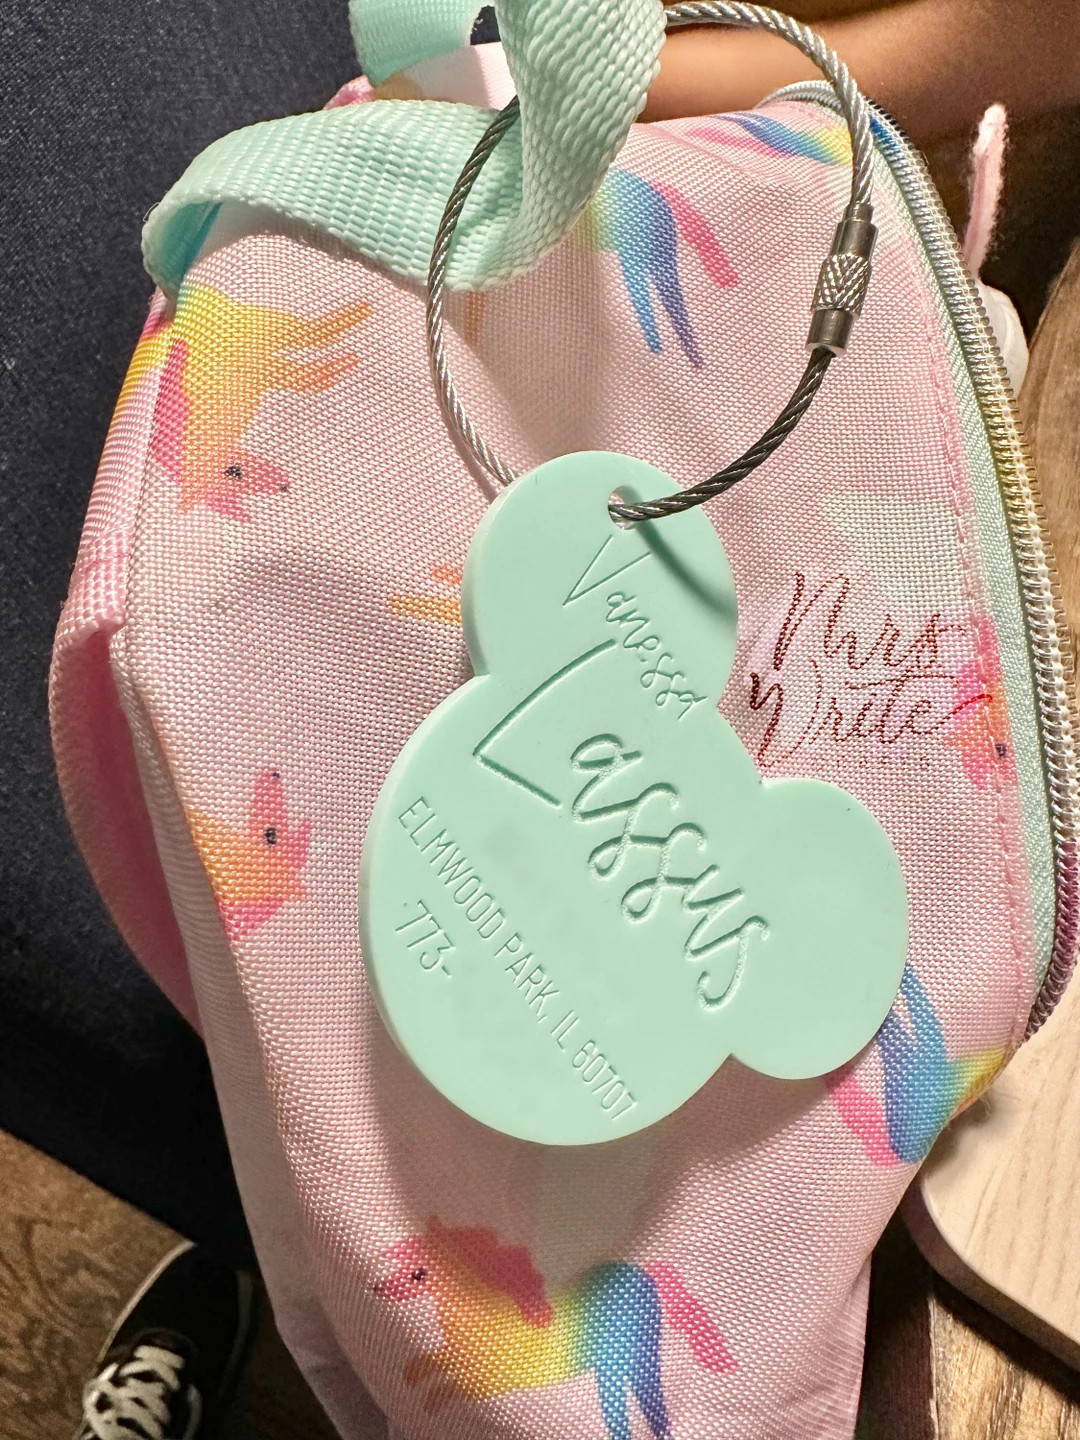 Vanessa
Lassus
ELMWOOD PARK, IL 60707
773-
Mrs
Write